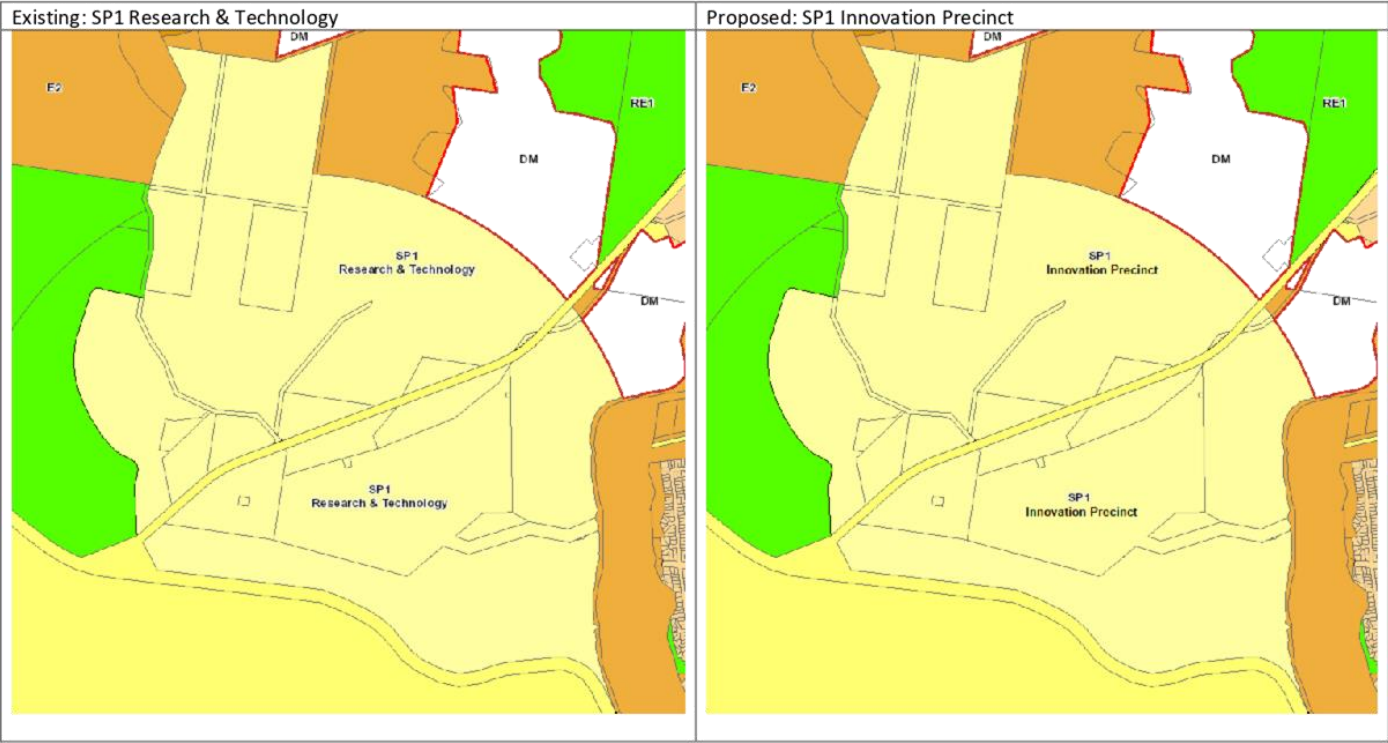 Existing: SP1 Research & Technology
DM
E2
RE1
DM
SP1
Research & Technology
DM
SP1
Research & Technology
Proposed: SP1 Innovation Precinct
DM
E2
RE1
DM
SP1
Innovation Precinct
DM
SP1
Innovation Precinct